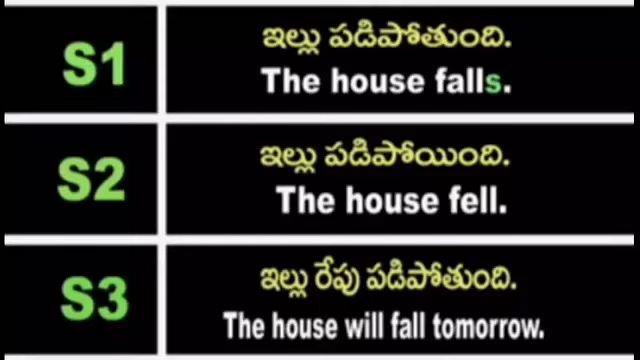 S1
ఇల్లు పడిపోతుంది.
The house falls.
S2
ఇల్లు పడిపోయింది.
The house fell.
S3
ఇల్లు రేపు పడిపోతుంది.
The house will fall tomorrow.